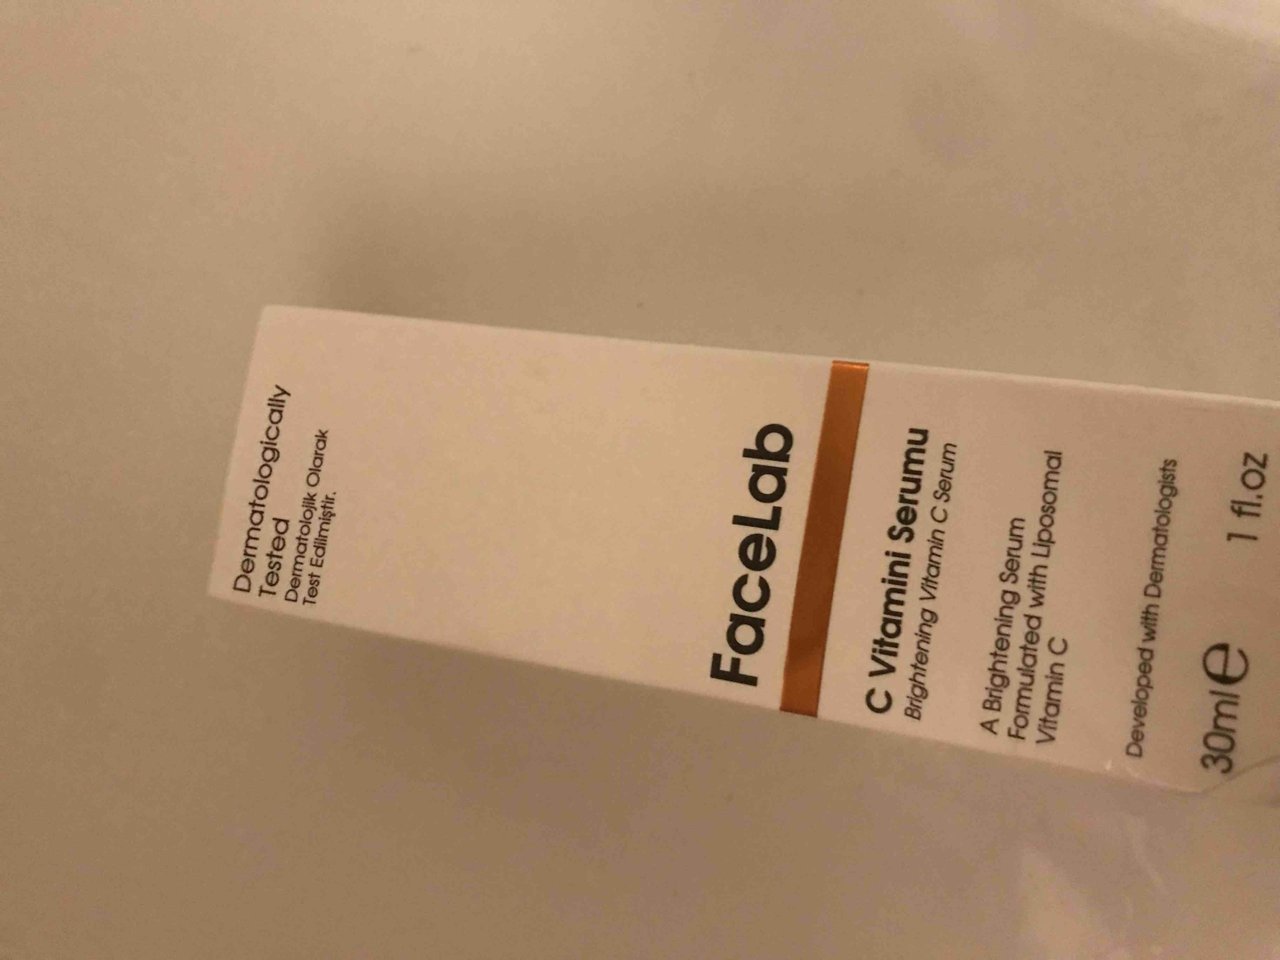 Dermatologically
Tested
Dermatolojik Olarak
Test Edilmiştir.
FaceLab
C Vitamini Serumu
Brightening Vitamin C Serum
A Brightening Serum
Formulated with Liposomal
Vitamin C
Developed with Dermatologists
30ml e 1 fl.oz